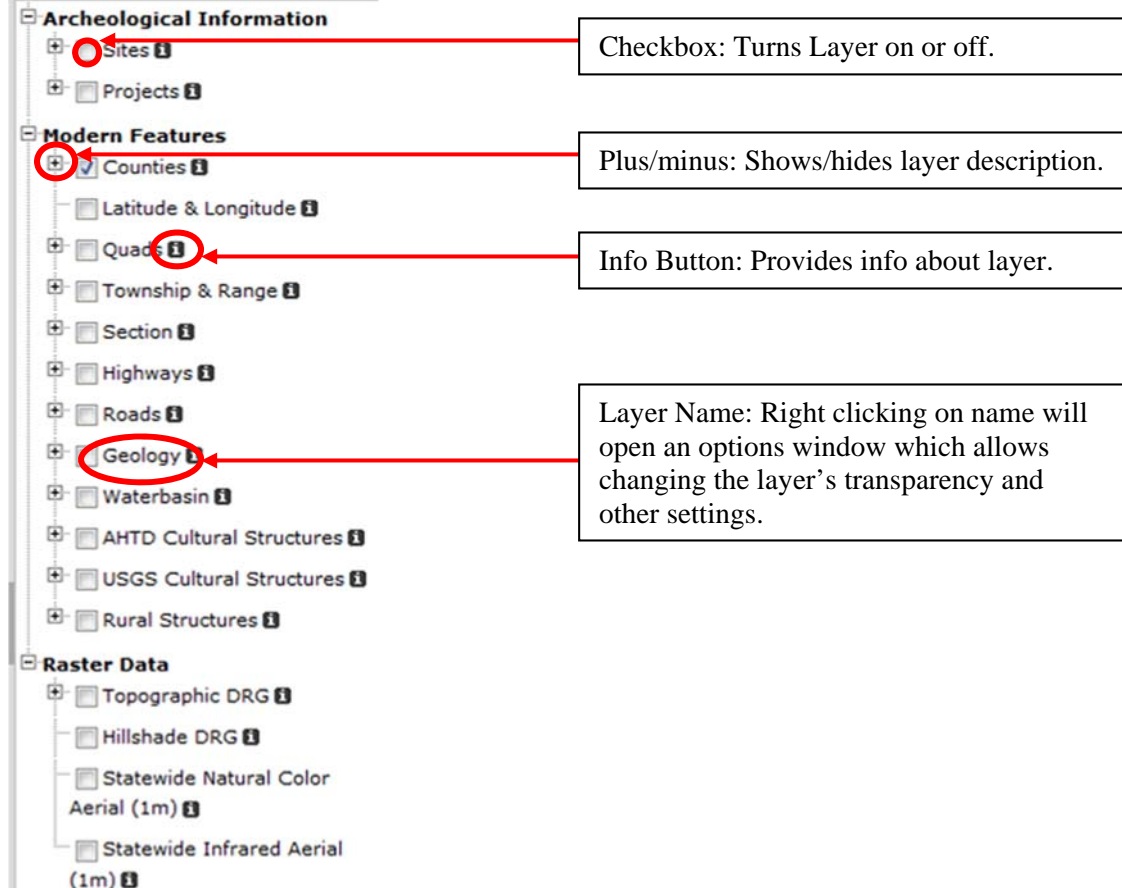 Archeological Information
Sites
Projects
Modern Features
Counties
Latitude & Longitude
Quads
Township & Range
Section
Highways
Roads
Geology
Waterbasin
AHTD Cultural Structures
USGS Cultural Structures
Rural Structures
Raster Data
Topographic DRG
Hillshade DRG
Statewide Natural Color
Aerial (1m)
Statewide Infrared Aerial
(1m)
Checkbox: Turns Layer on or off.
Plus/minus: Shows/hides layer description.
Info Button: Provides info about layer.
Layer Name: Right clicking on name will
open an options window which allows
changing the layer’s transparency and
other settings.